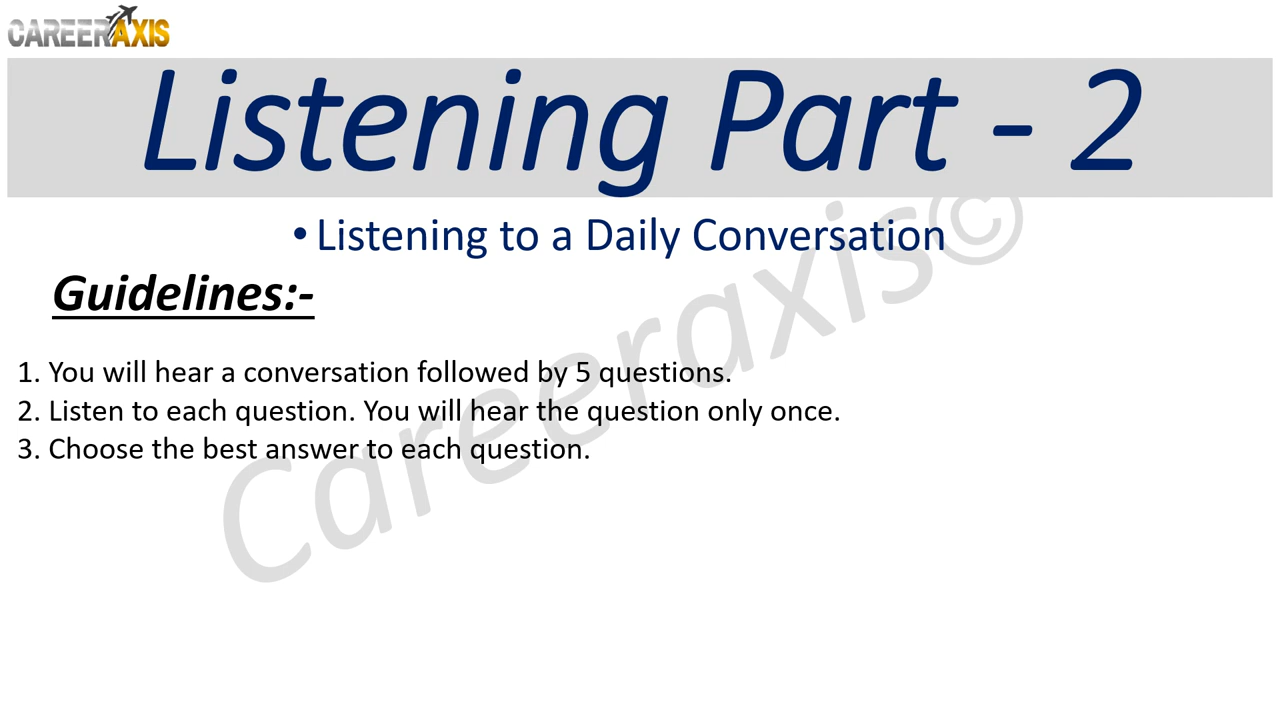 CAREERAXIS
Listening Part - 2
• Listening to a Daily Conversation
Guidelines:-
1. You will hear a conversation followed by 5 questions.
2. Listen to each question. You will hear the question only once.
3. Choose the best answer to each question.
Careeraxis©